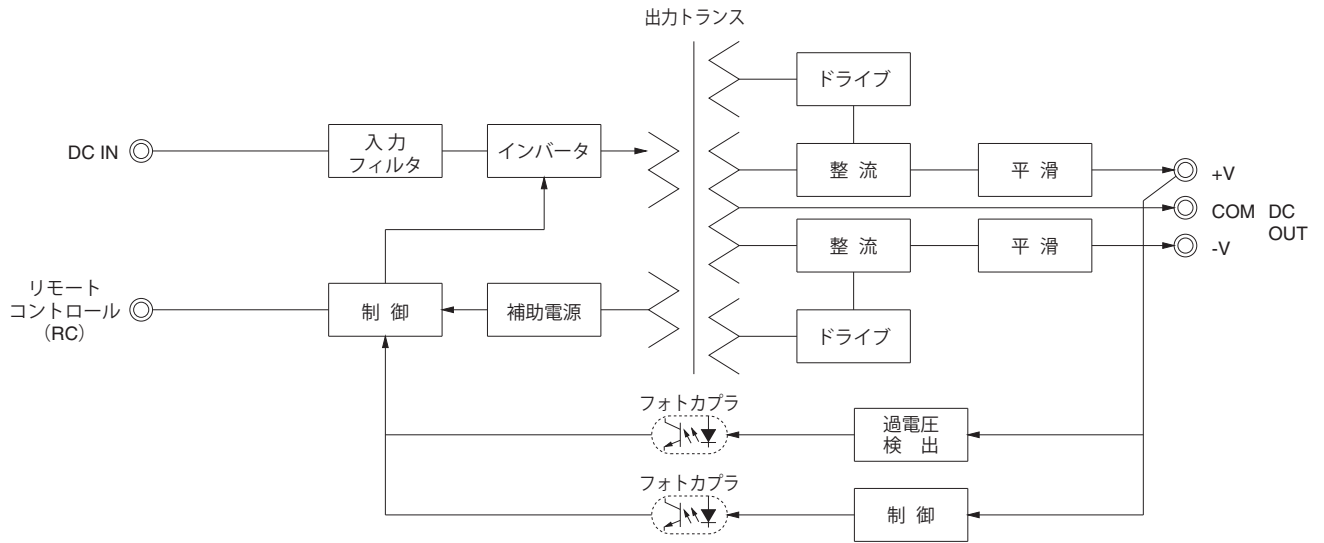 出力トランス
ドライブ
DC IN
入力
フィルタ
インバータ
整 流
平 滑
+V
COM DC
OUT
整 流
平 滑
-V
リモート
コントロール
（RC）
制 御
補助電源
ドライブ
フォトカプラ
過電圧
検 出
フォトカプラ
制 御